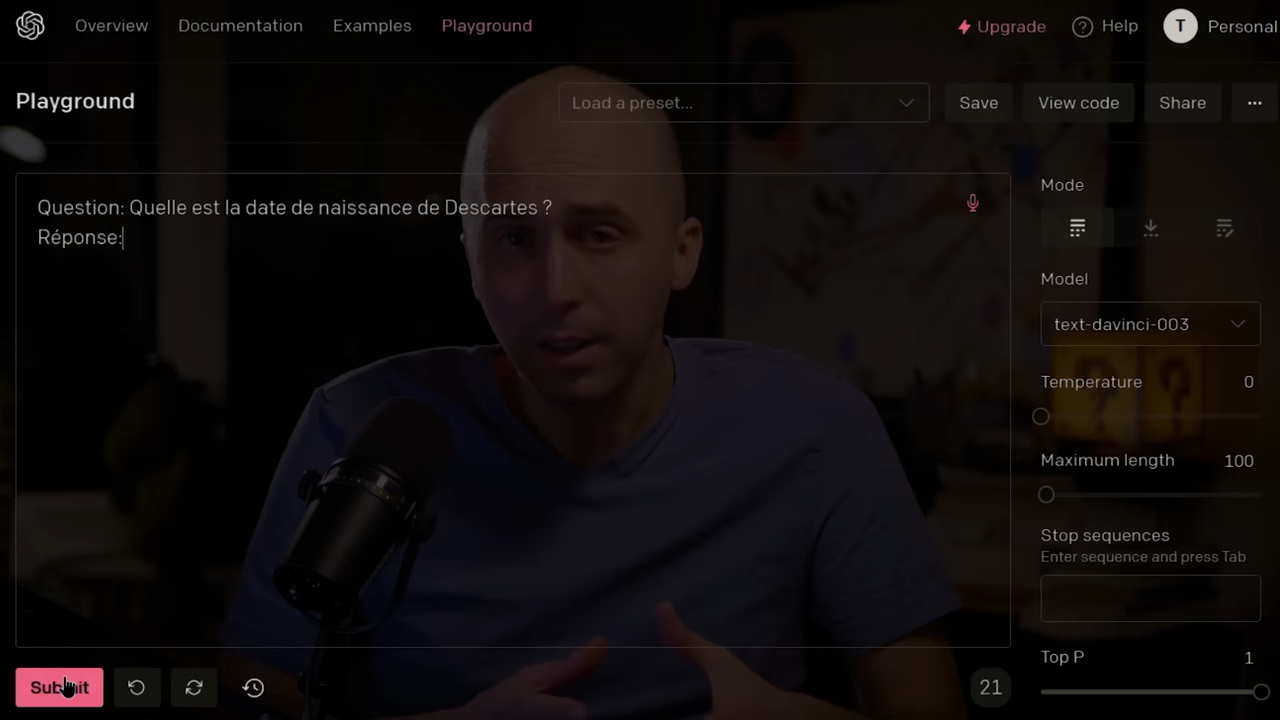 Overview Documentation Examples Playground Upgrade ? Help T Personal
Playground
Load a preset... Save View code Share ...
Question: Quelle est la date de naissance de Descartes ?
Réponse:
Mode
Model
text-davinci-003
Temperature 0
Maximum length 100
Stop sequences
Enter sequence and press Tab
Top P 1
Submit
21